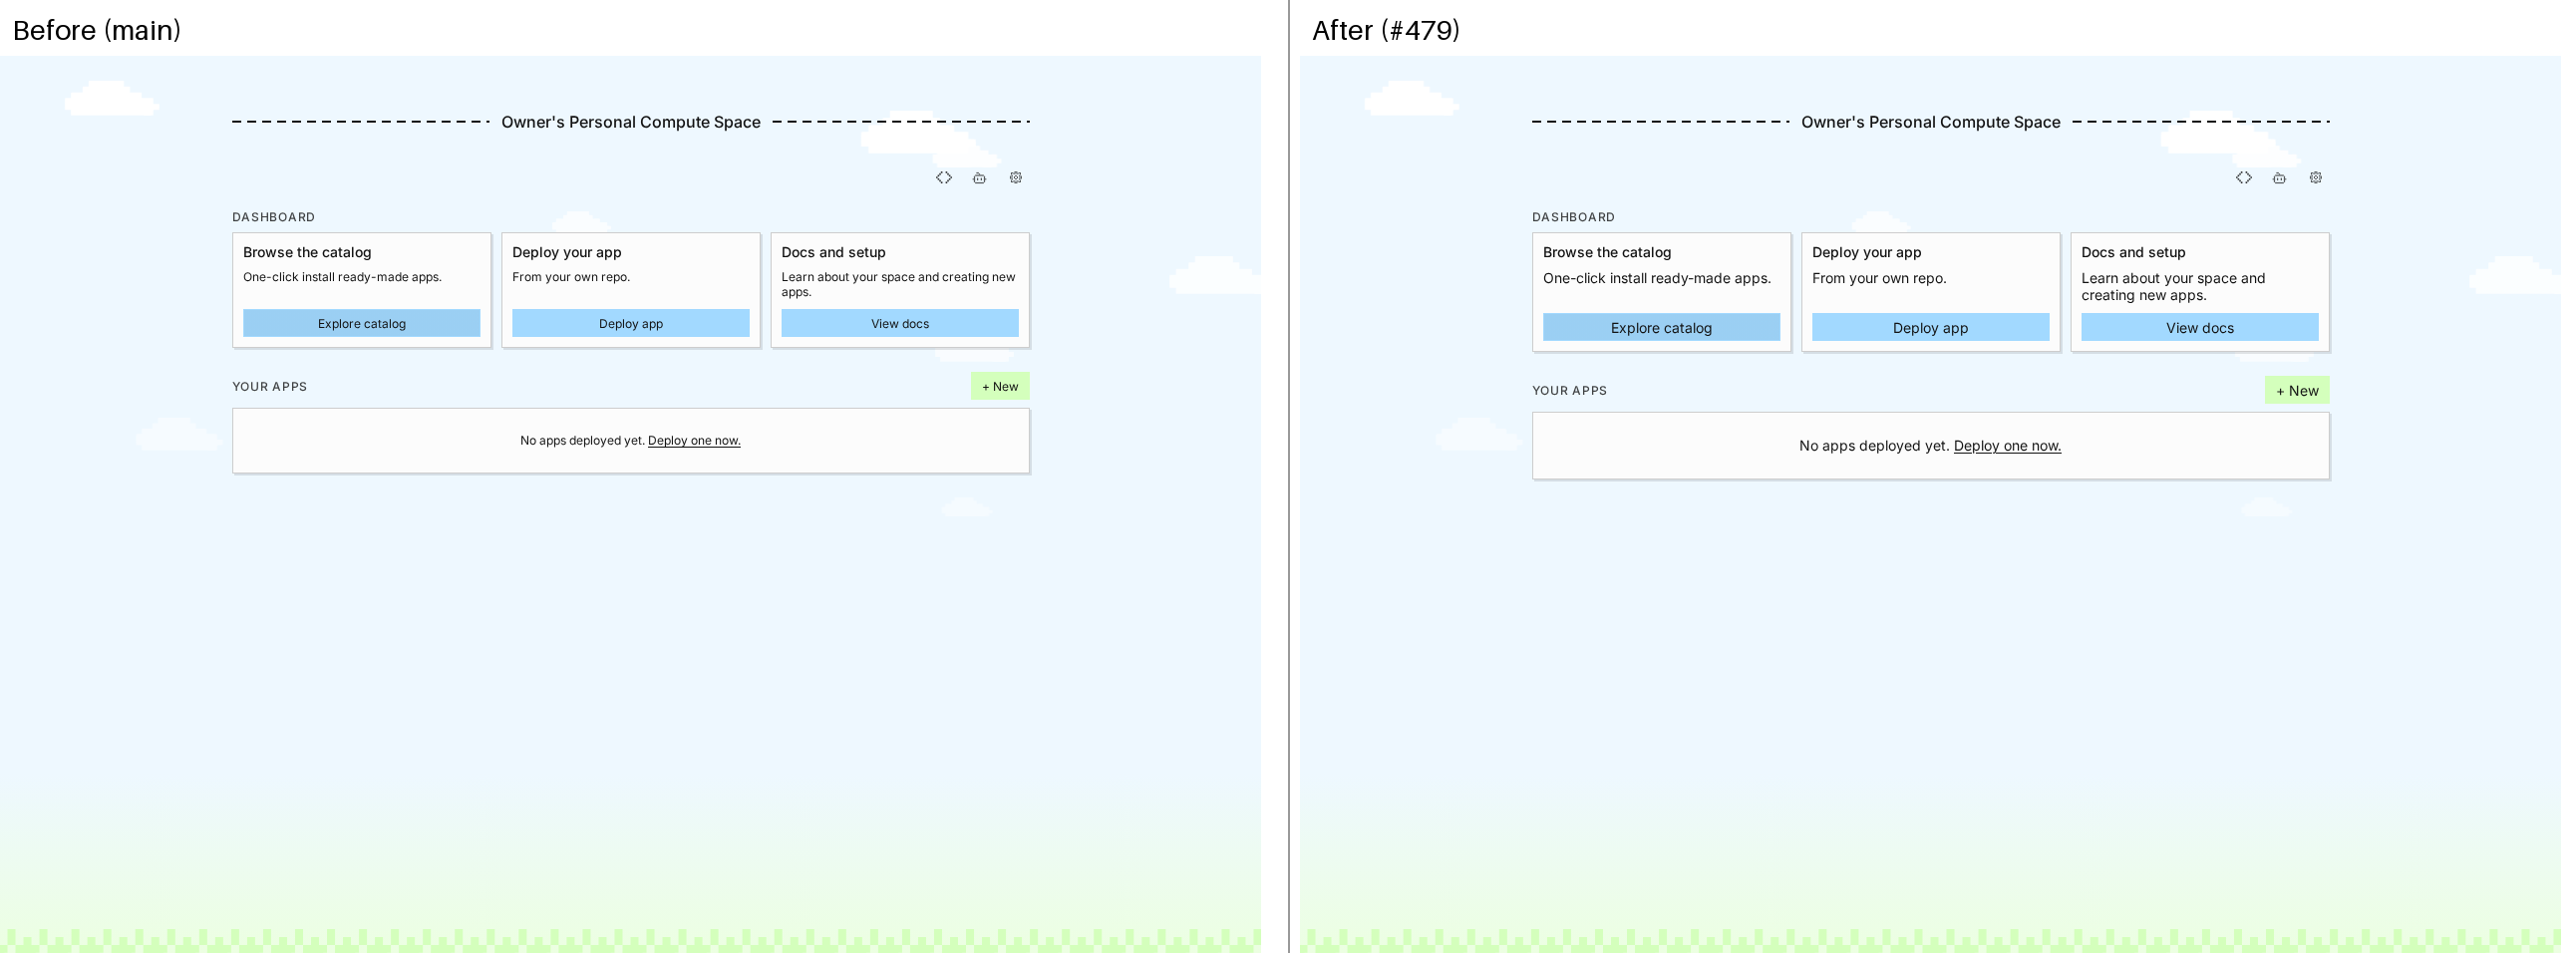 Before (main)
Owner's Personal Compute Space
DASHBOARD
Browse the catalog
One-click install ready-made apps.
Explore catalog
Deploy your app
From your own repo.
Deploy app
Docs and setup
Learn about your space and creating new
apps.
View docs
YOUR APPS
+ New
No apps deployed yet. Deploy one now.
After (#479)
Owner's Personal Compute Space
DASHBOARD
Browse the catalog
One-click install ready-made apps.
Explore catalog
Deploy your app
From your own repo.
Deploy app
Docs and setup
Learn about your space and
creating new apps.
View docs
YOUR APPS
+ New
No apps deployed yet. Deploy one now.